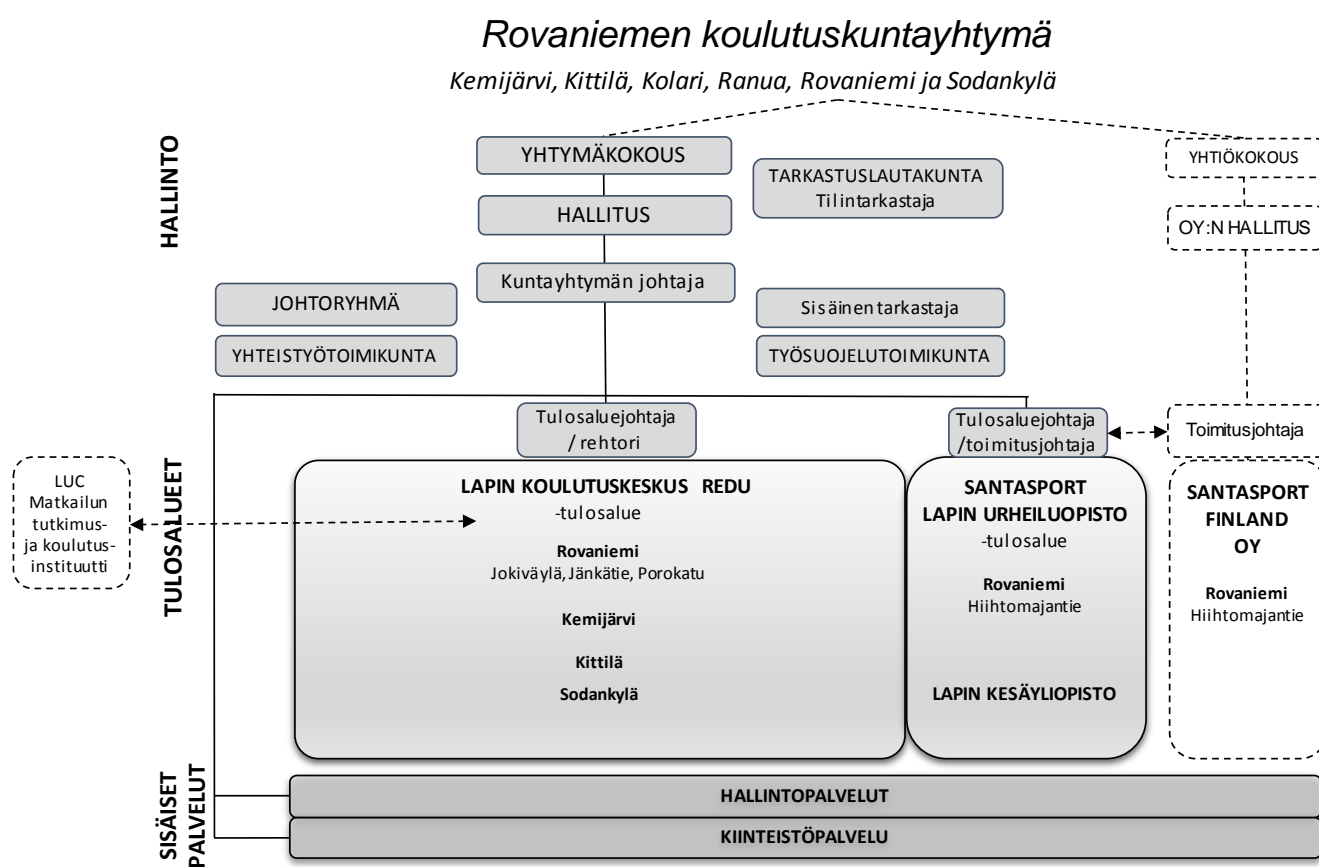 Rovaniemen koulutuskuntayhtymä
Kemijärvi, Kittilä, Kolari, Ranua, Rovaniemi ja Sodankylä
HALLINTO
YHTYMÄKOKOUS
TARKASTUSLAUTAKUNTA
Tilintarkastaja
YHTIÖKOKOUS
HALLITUS
OY:N HALLITUS
Kuntayhtymän johtaja
JOHTORYHMÄ
Sisäinen tarkastaja
YHTEISTYÖTOIMIKUNTA
TYÖSUOJELUTOIMIKUNTA
Tulosaluejohtaja
/ rehtori
Tulosaluejohtaja
/toimitusjohtaja
Toimitusjohtaja
TULOSALUEET
LUC
Matkailun
tutkimus-
ja koulutus-
instituutti
LAPIN KOULUTUSKESKUS REDU
-tulosalue
Rovaniemi
Jokiväylä, Jänkätie, Porokatu
Kemijärvi
Kittilä
Sodankylä
SANTASPORT
LAPIN URHEILUOPISTO
-tulosalue
Rovaniemi
Hiihtomajantie
LAPIN KESÄYLIOPISTO
SANTASPORT
FINLAND
OY
Rovaniemi
Hiihtomajantie
SISÄISET
PALVELUT
HALLINTOPALVELUT
KIINTEISTÖPALVELU